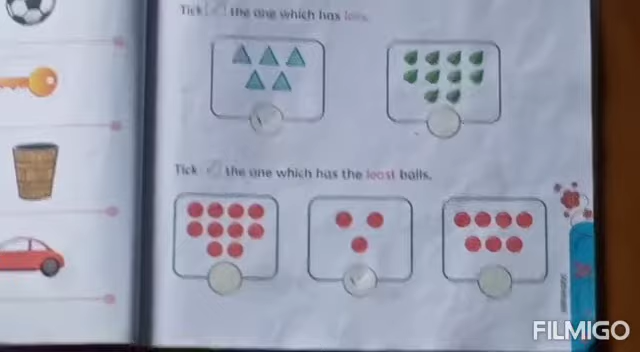 Tick the one which has less.
Tick the one which has the least balls.
FILMIGO